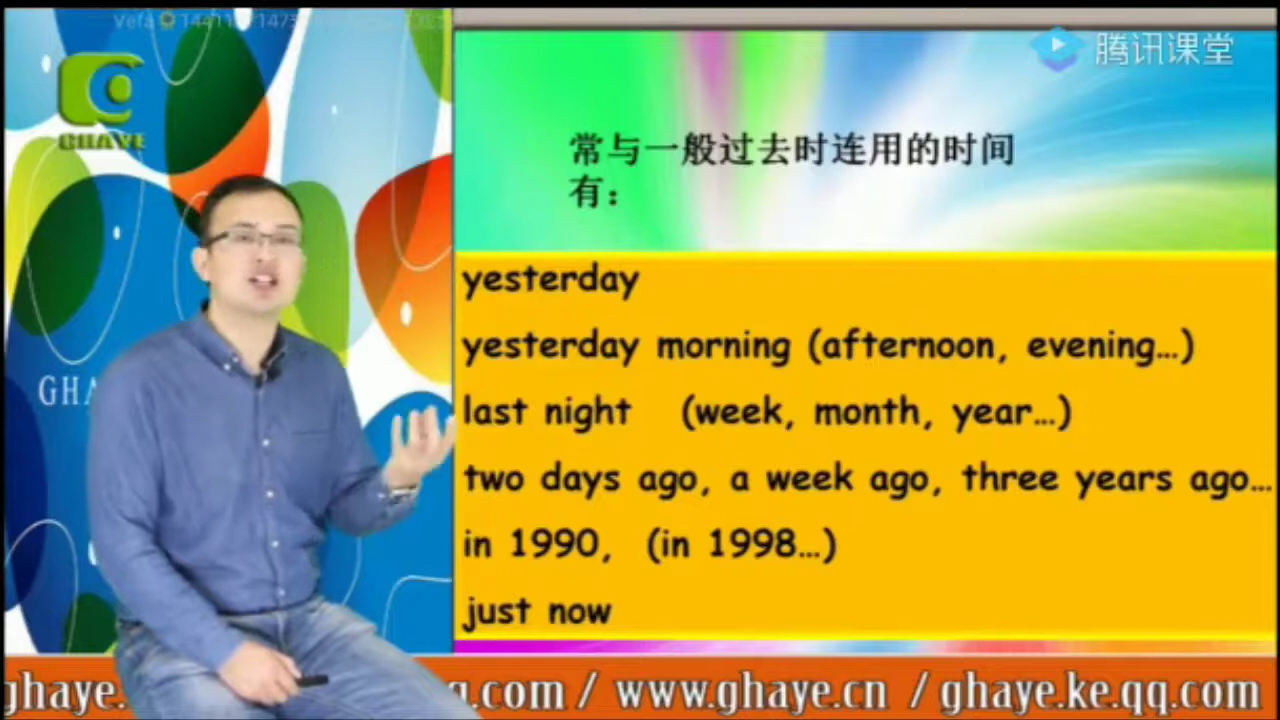 腾讯课堂
GHAYE
常与一般过去时连用的时间
有：
yesterday
yesterday morning (afternoon, evening…)
last night (week, month, year…)
two days ago, a week ago, three years ago…
in 1990, (in 1998…)
just now
GHA
ghaye. q.com / www.ghaye.cn / ghaye.ke.qq.com